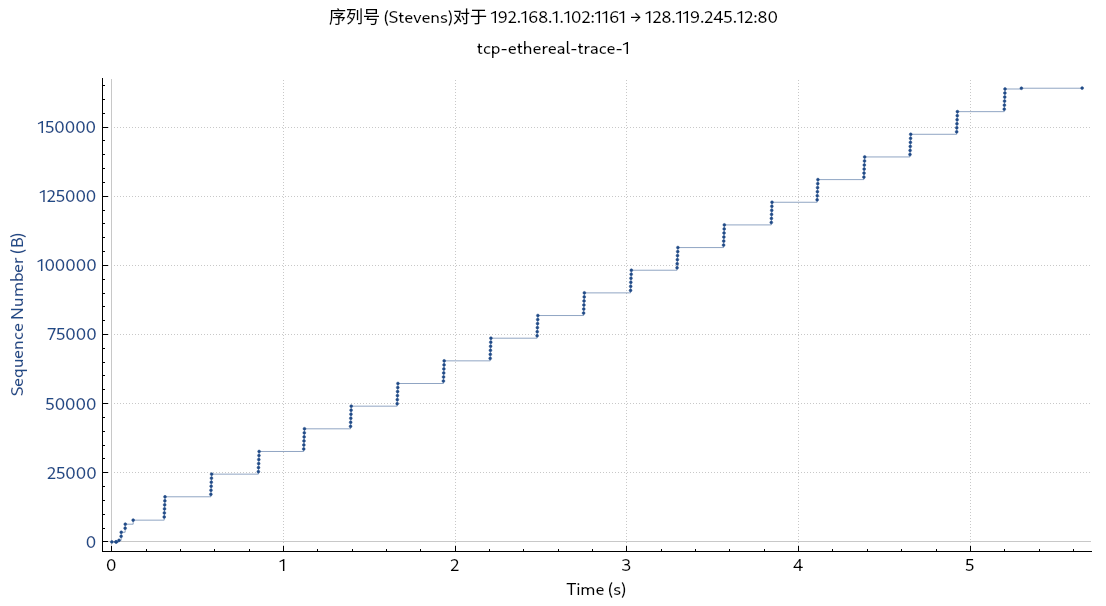 序列号 (Stevens)对于 192.168.1.102:1161 → 128.119.245.12:80
tcp-ethereal-trace-1
Sequence Number (B)
150000
125000
100000
75000
50000
25000
0
0 1 2 3 4 5
Time (s)